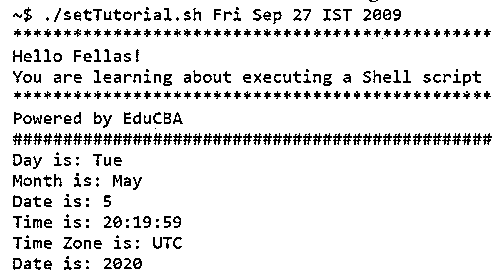 ~$ ./setTutorial.sh Fri Sep 27 IST 2009
************************************************
Hello Fellas!
You are learning about executing a Shell script
************************************************
Powered by EduCBA
################################################
Day is: Tue
Month is: May
Date is: 5
Time is: 20:19:59
Time Zone is: UTC
Date is: 2020